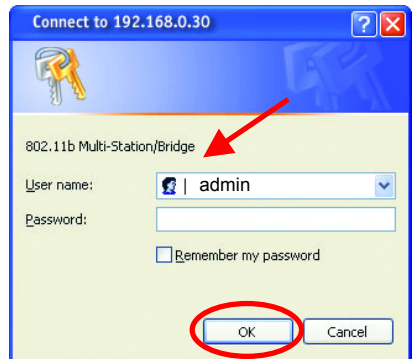 Connect to 192.168.0.30
802.11b Multi-Station/Bridge
User name: admin
Password:
Remember my password
OK Cancel